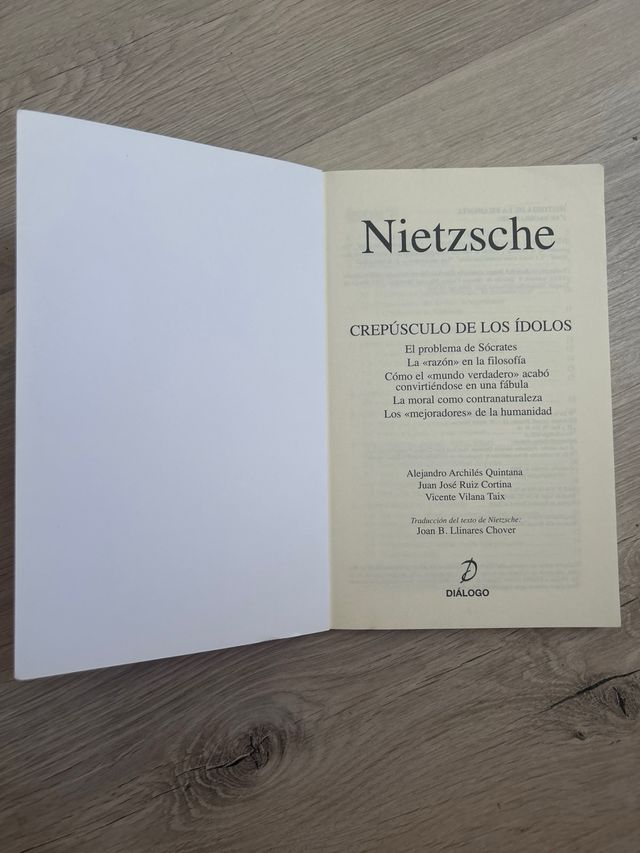 Nietzsche
CREPÚSCULO DE LOS ÍDOLOS
El problema de Sócrates
La «razón» en la filosofía
Cómo el «mundo verdadero» acabó
convirtiéndose en una fábula
La moral como contranaturaleza
Los «mejoradores» de la humanidad
Alejandro Archilés Quintana
Juan José Ruiz Cortina
Vicente Vilana Taix
Traducción del texto de Nietzsche:
Joan B. Llinares Chover
DIÁLOGO